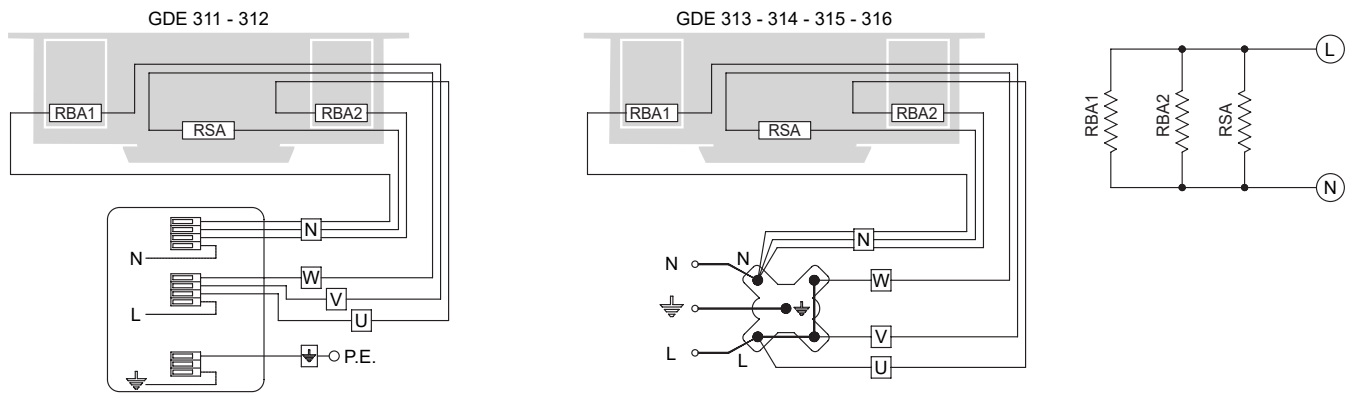 GDE 311 - 312
RBA1
RBA2
RSA
N
N
W
V
L
U
P.E.
GDE 313 - 314 - 315 - 316
RBA1
RBA2
RSA
N
N
N
W
V
L
L
U
L
RBA1
RBA2
RSA
N